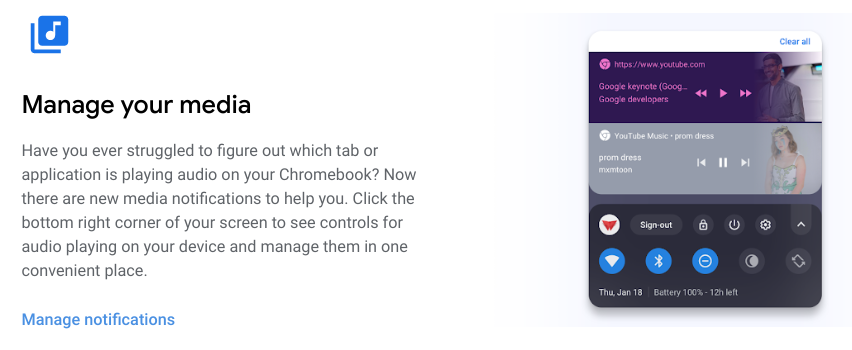 Manage your media
Have you ever struggled to figure out which tab or
application is playing audio on your Chromebook? Now
there are new media notifications to help you. Click the
bottom right corner of your screen to see controls for
audio playing on your device and manage them in one
convenient place.
Manage notifications
Clear all
https://www.youtube.com
Google keynote (Goog...
Google developers
YouTube Music • prom dress
prom dress
mxmtoon
Sign-out
Thu, Jan 18 | Battery 100% - 12h left